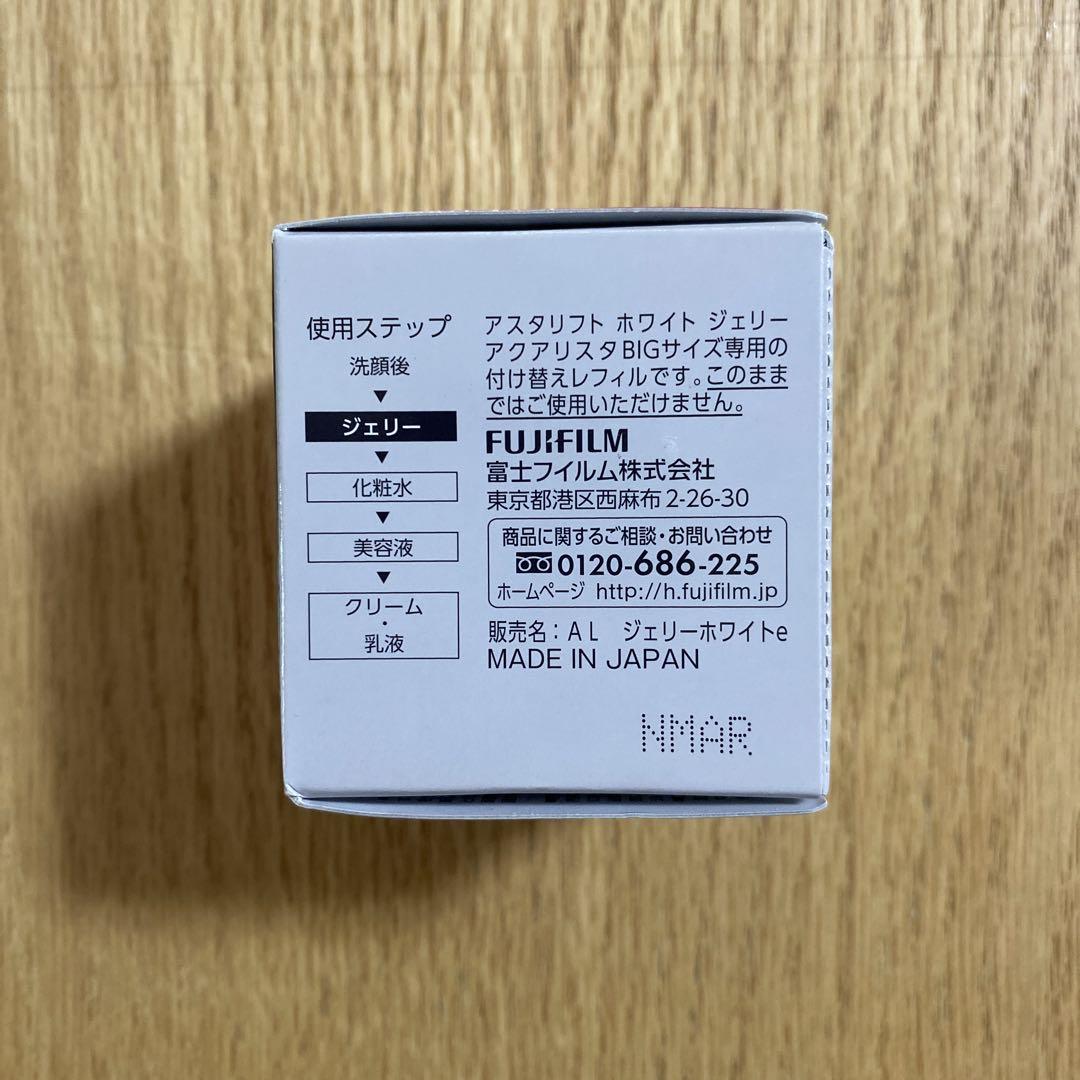 使用ステップ
洗顔後
▼
ジェリー
▼
化粧水
▼
美容液
▼
クリーム
・
乳液
アスタリフト ホワイト ジェリー
アクアリスタBIGサイズ専用の
付け替えレフィルです。このまま
ではご使用いただけません。
FUJIFILM
富士フイルム株式会社
東京都港区西麻布2-26-30
商品に関するご相談・お問い合わせ
0120-686-225
ホームページ http://h.fujifilm.jp
販売名：ＡＬ　ジェリーホワイトe
MADE IN JAPAN
NMAR